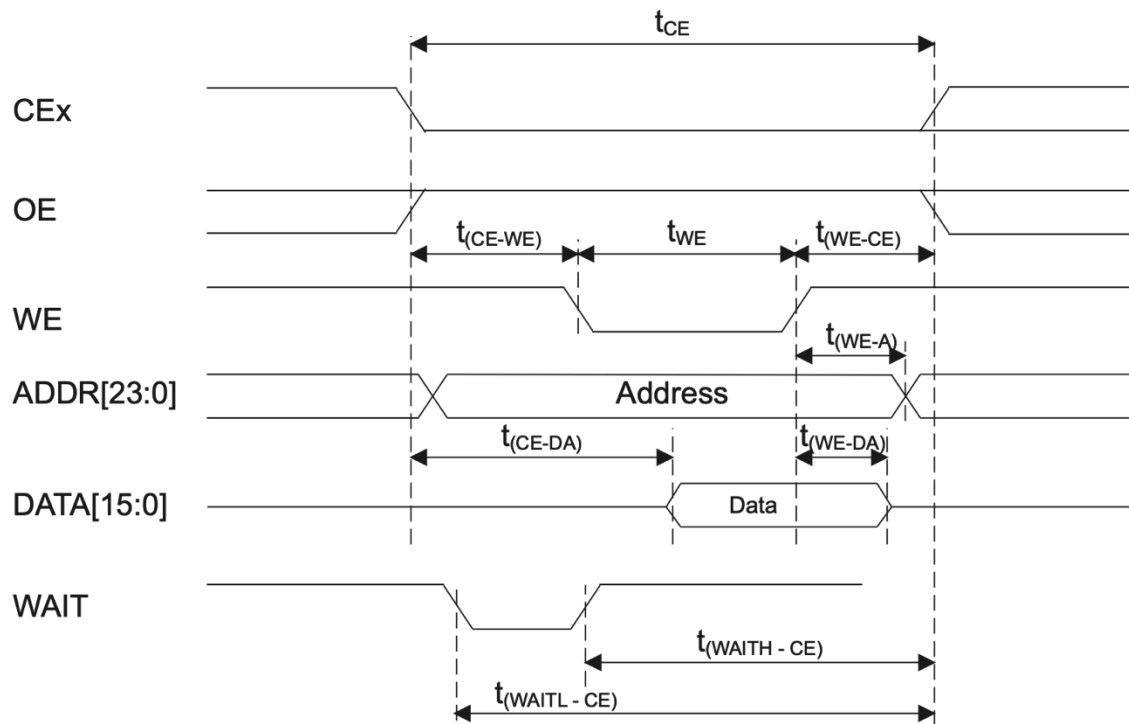 tCE
CEx
OE
t(CE-WE) tWE t(WE-CE)
WE
t(WE-A)
ADDR[23:0] Address
t(CE-DA) t(WE-DA)
DATA[15:0] Data
WAIT
t(WAITH - CE)
t(WAITL - CE)